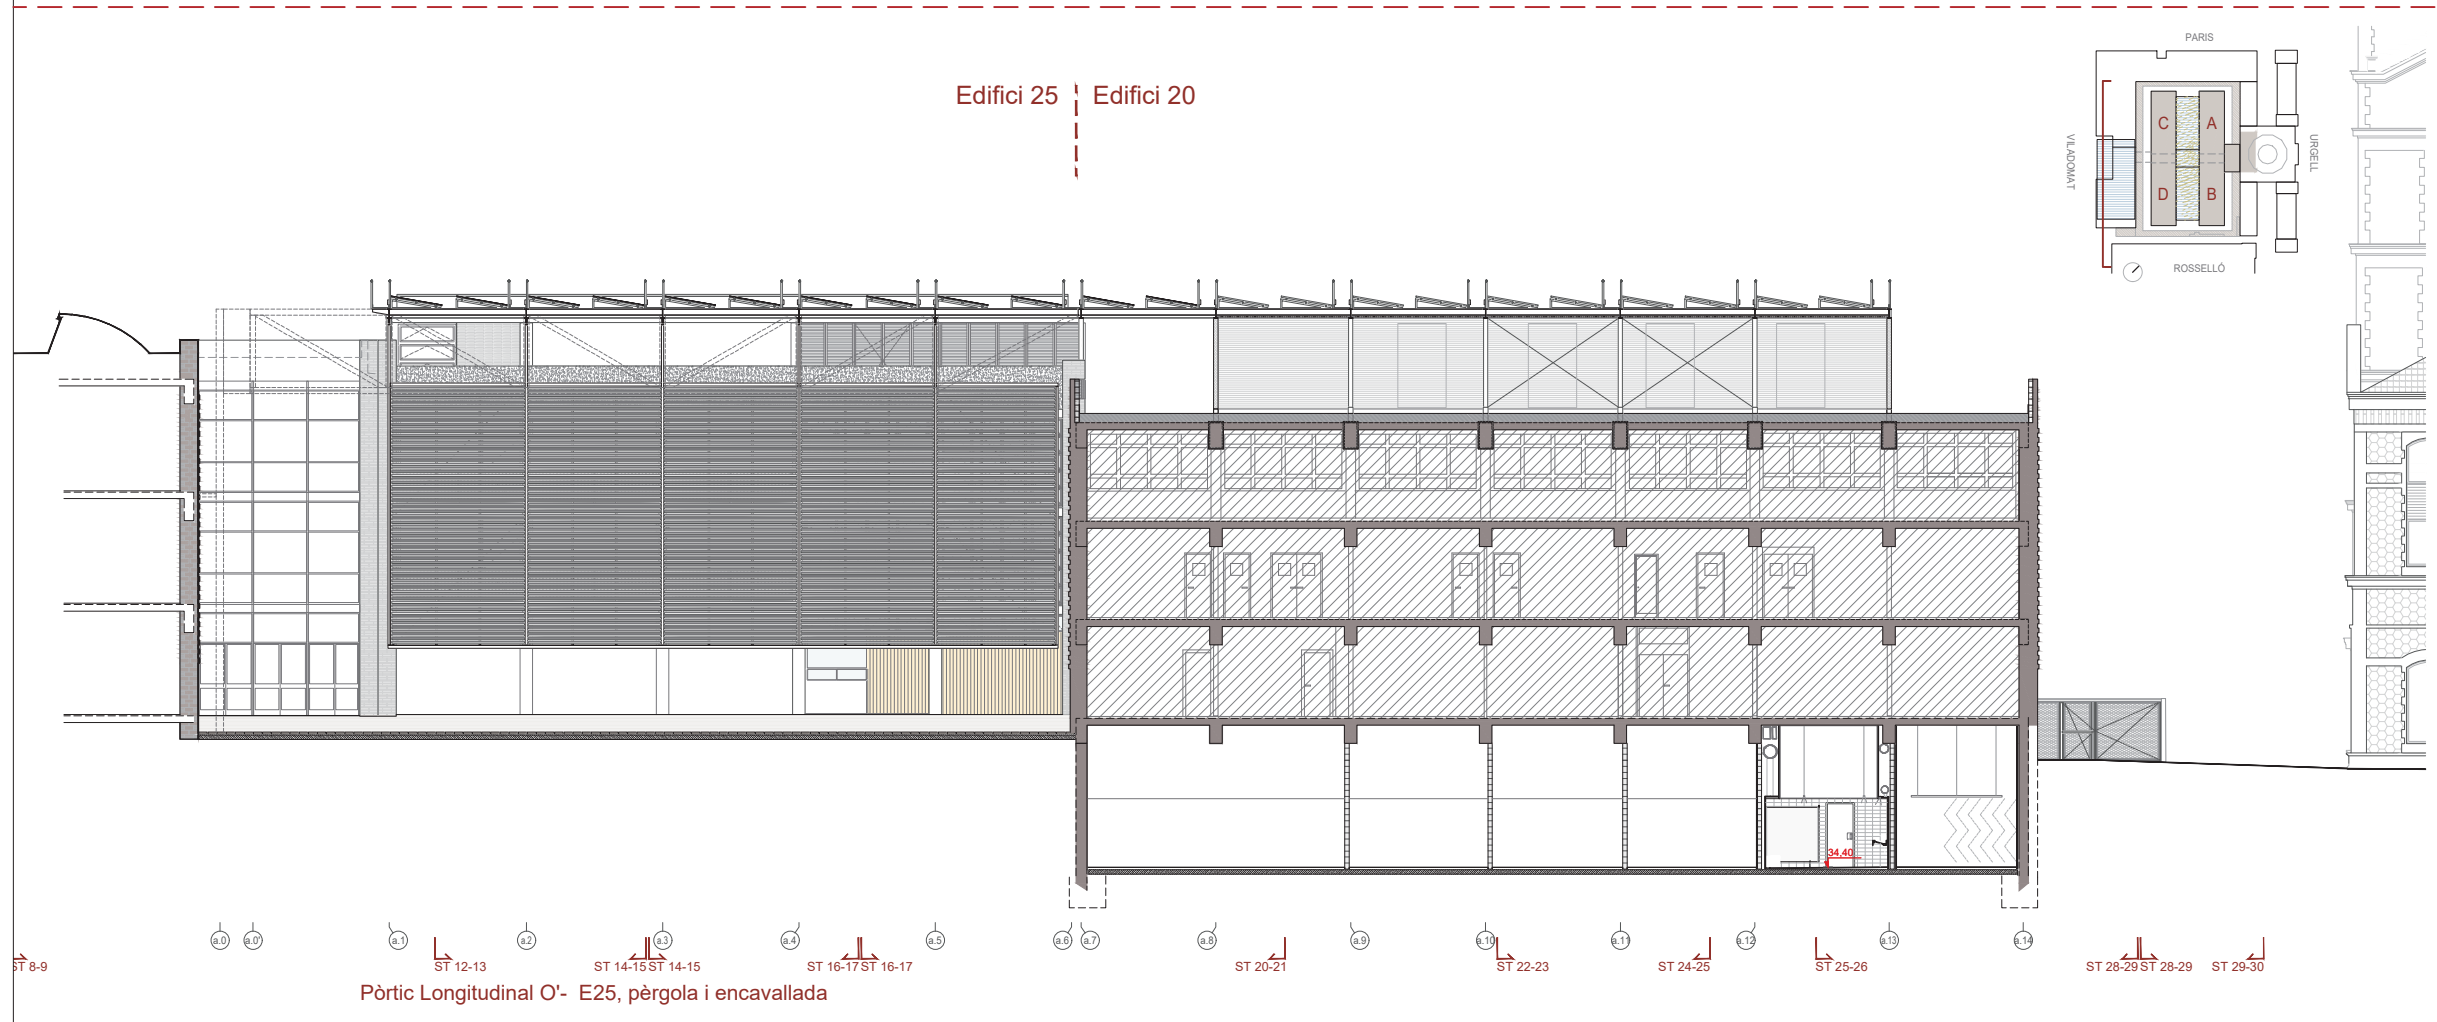 PARIS
Edifici 25
Edifici 20
C
A
VILADOMAT
URGELL
D
B
ROSSELLÓ
34,40
a.0
a.0'
a.1
a.2
a.3
a.4
a.5
a.6
a.7
a.8
a.9
a.10
a.11
a.12
a.13
a.14
ST 8-9
ST 12-13
ST 14-15
ST 14-15
ST 16-17
ST 16-17
ST 20-21
ST 22-23
ST 24-25
ST 25-26
ST 28-29
ST 28-29
ST 29-30
Pòrtic Longitudinal O'- E25, pèrgola i encavallada